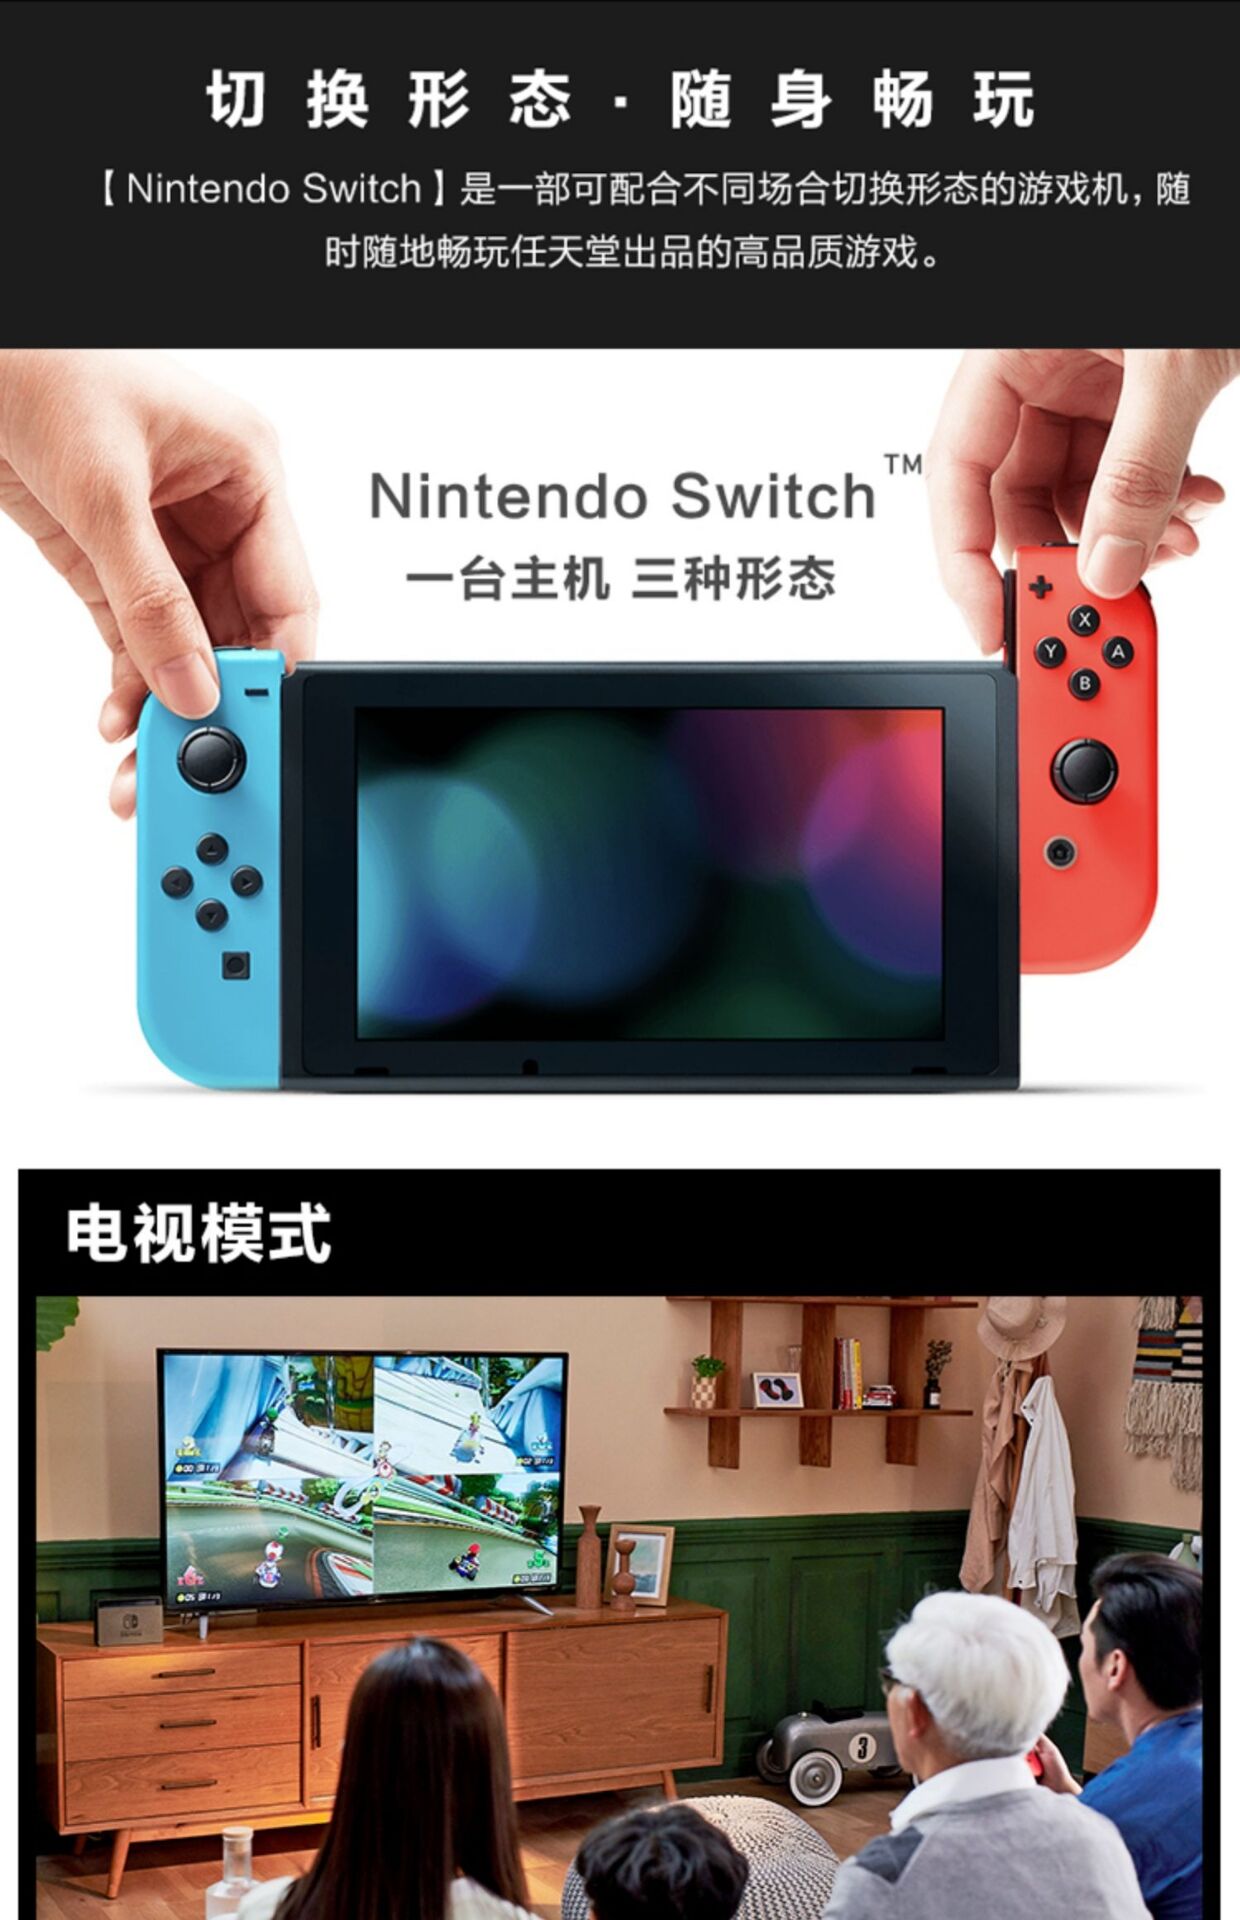 切换形态·随身畅玩
【Nintendo Switch】是一部可配合不同场合切换形态的游戏机，随
时随地畅玩任天堂出品的高品质游戏。
Nintendo Switch™
一台主机 三种形态
X
Y A
B
电视模式
3